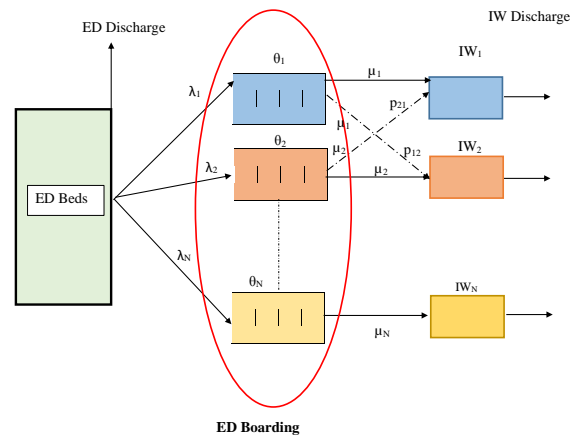 ED Discharge
IW Discharge
θ1
μ1
IW1
λ1
p21
μ1
θ2
μ2
p12
IW2
λ2
μ2
ED Beds
λN
θN
IWN
μN
ED Boarding